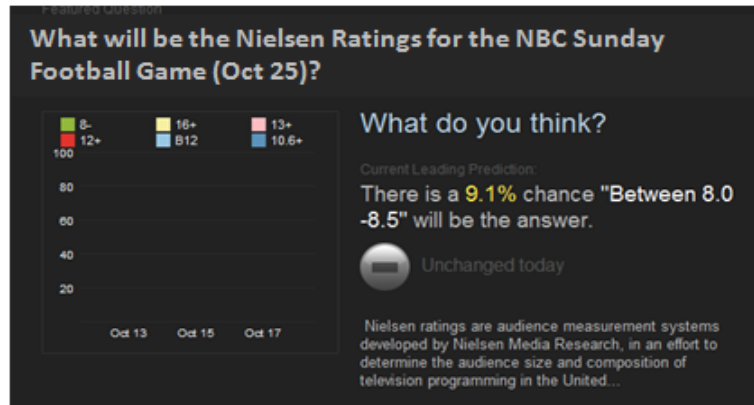 Featured Question
What will be the Nielsen Ratings for the NBC Sunday
Football Game (Oct 25)?
8- 16+ 13+
12+ B12 10.6+
100
80
60
40
20
Oct 13 Oct 15 Oct 17
What do you think?
Current Leading Prediction:
There is a 9.1% chance "Between 8.0
-8.5" will be the answer.
Unchanged today
Nielsen ratings are audience measurement systems
developed by Nielsen Media Research, in an effort to
determine the audience size and composition of
television programming in the United...